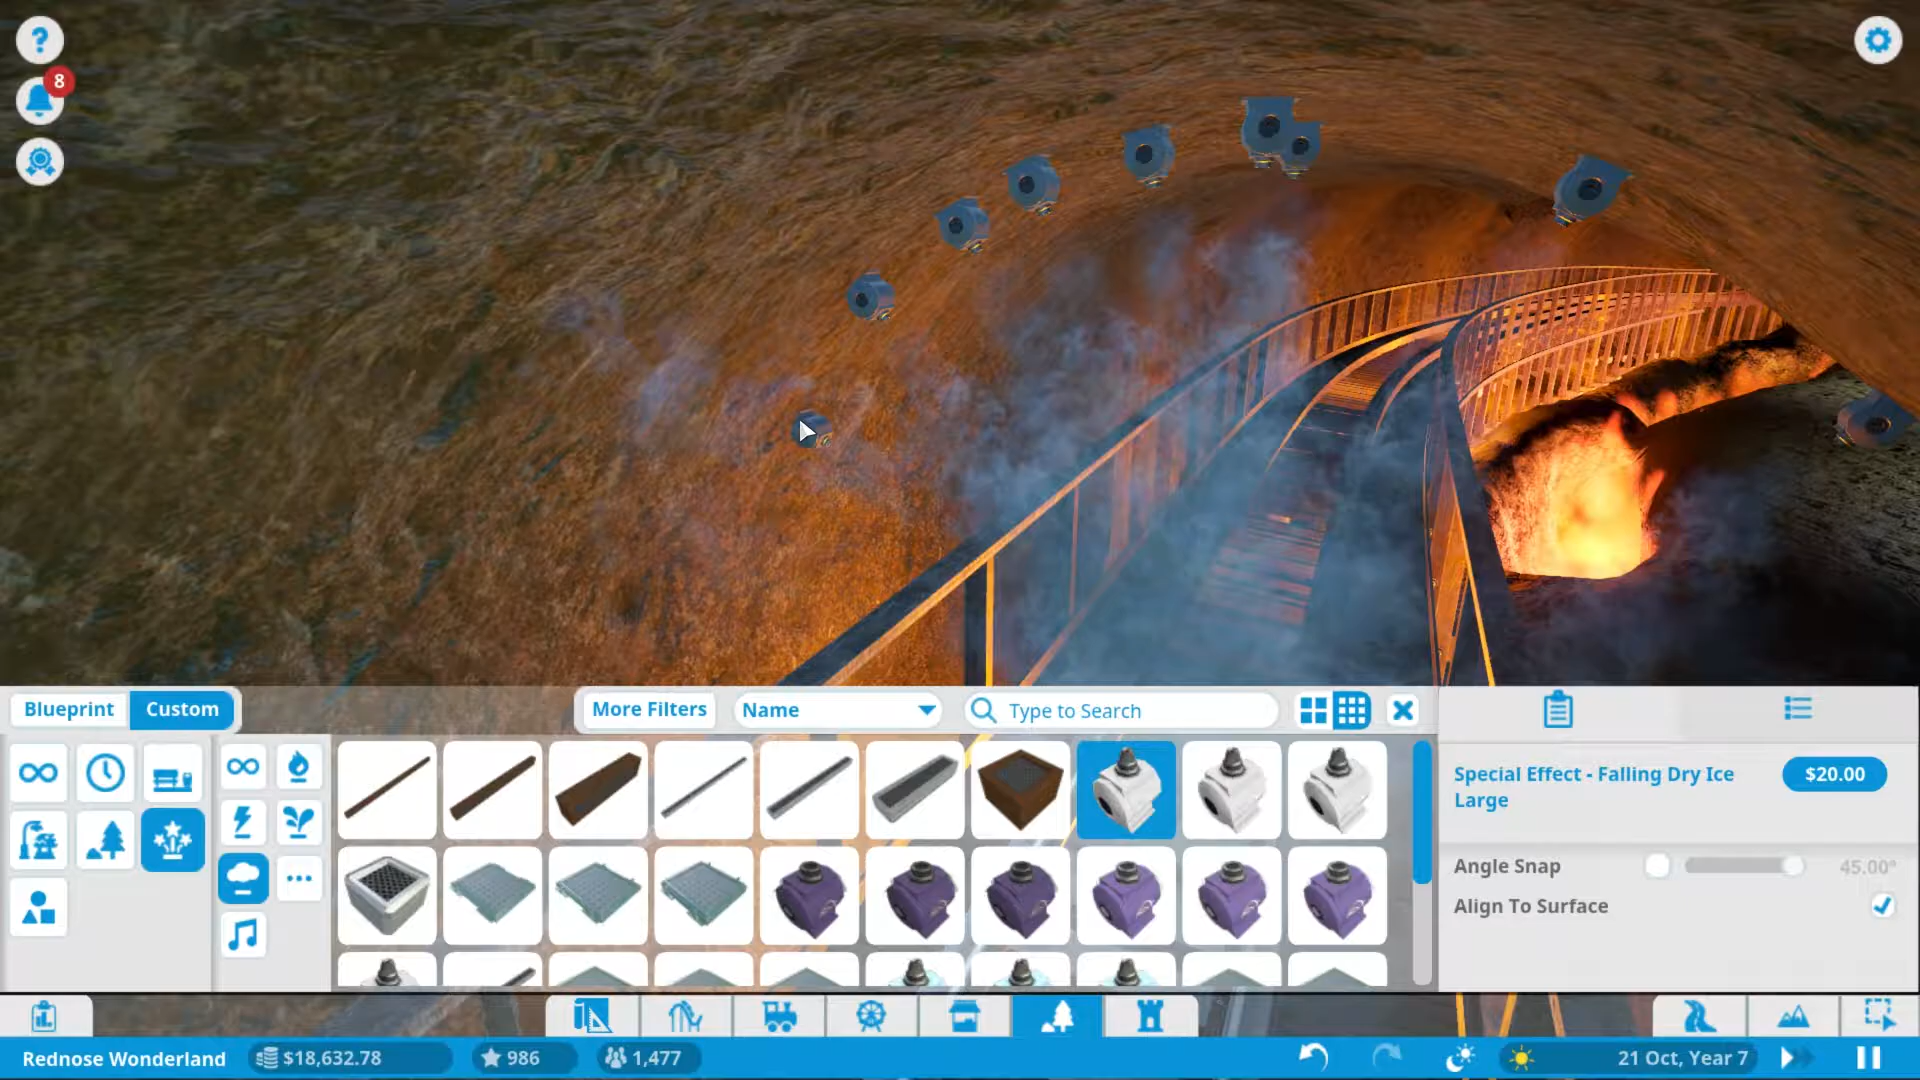 ?
8
Blueprint
Custom
More Filters
Name
Type to Search
Special Effect - Falling Dry Ice
Large
$20.00
Angle Snap
45.00°
Align To Surface
Rednose Wonderland
$18,632.78
986
1,477
21 Oct, Year 7